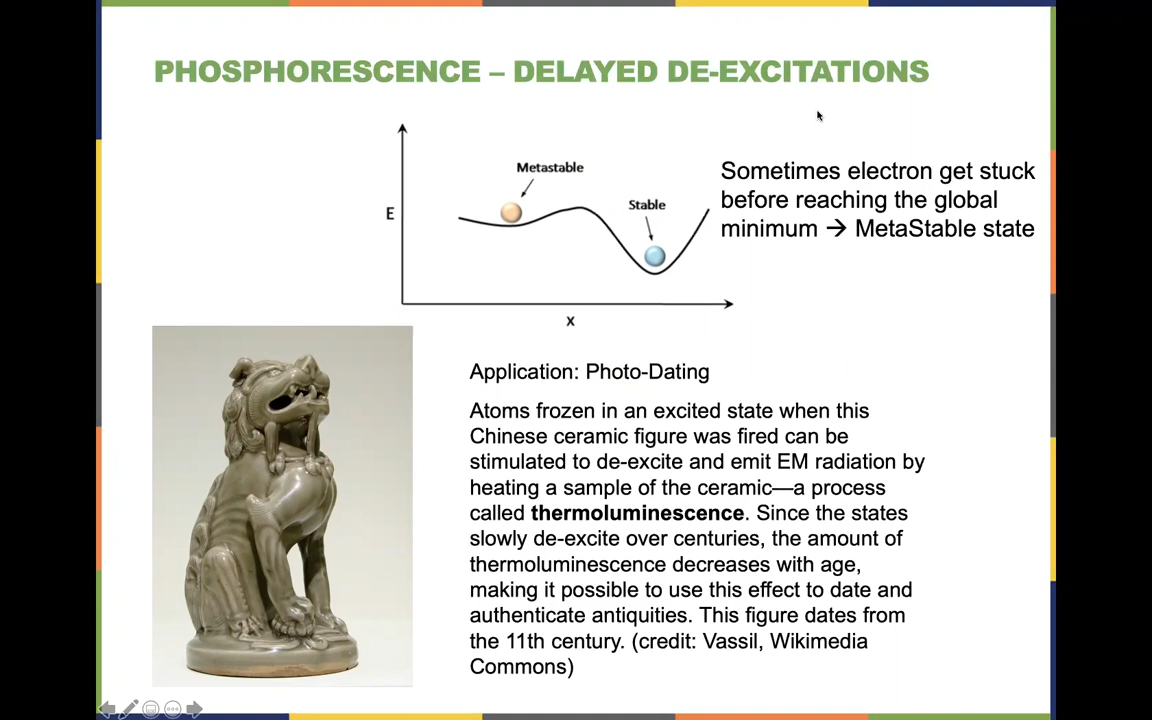 PHOSPHORESCENCE – DELAYED DE-EXCITATIONS
Metastable
Stable
E
x
Sometimes electron get stuck
before reaching the global
minimum → MetaStable state
Application: Photo-Dating
Atoms frozen in an excited state when this
Chinese ceramic figure was fired can be
stimulated to de-excite and emit EM radiation by
heating a sample of the ceramic—a process
called thermoluminescence. Since the states
slowly de-excite over centuries, the amount of
thermoluminescence decreases with age,
making it possible to use this effect to date and
authenticate antiquities. This figure dates from
the 11th century. (credit: Vassil, Wikimedia
Commons)